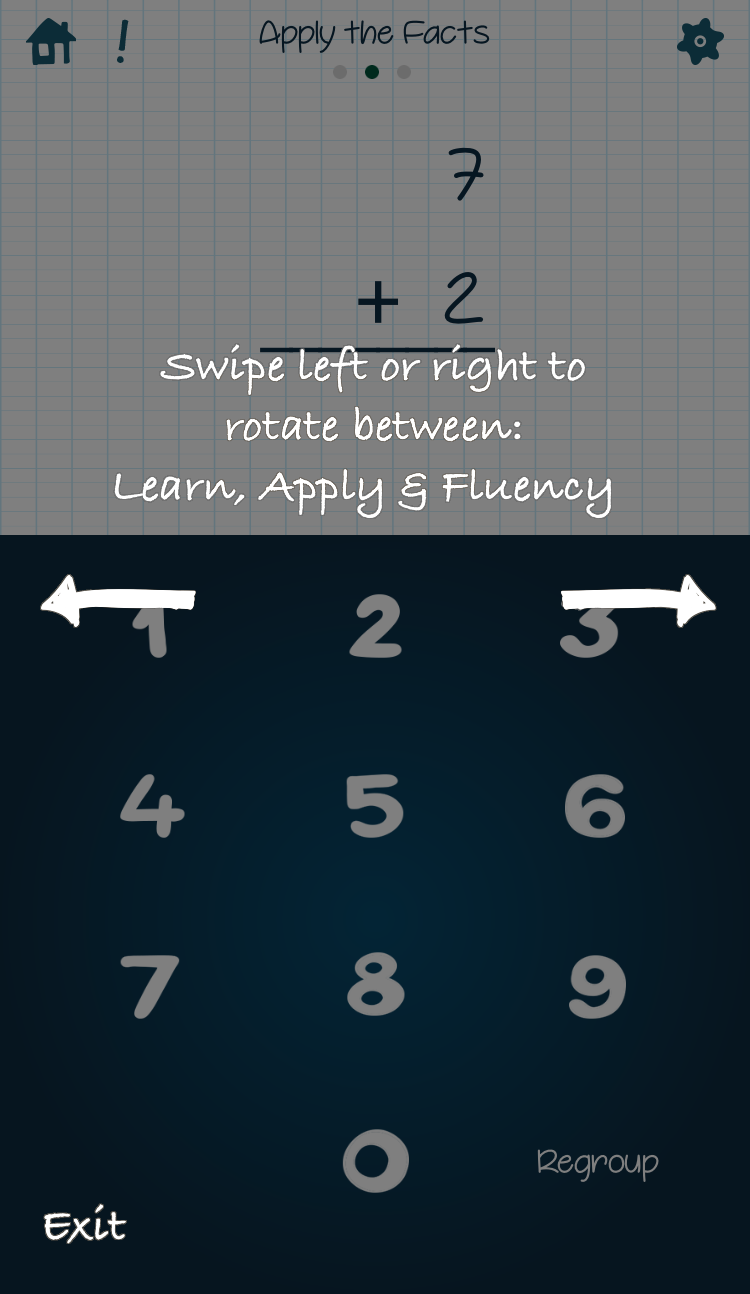 !
Apply the Facts
7
+ 2
Swipe left or right to
rotate between:
Learn, Apply & Fluency
1 2 3
4 5 6
7 8 9
0 Regroup
Exit